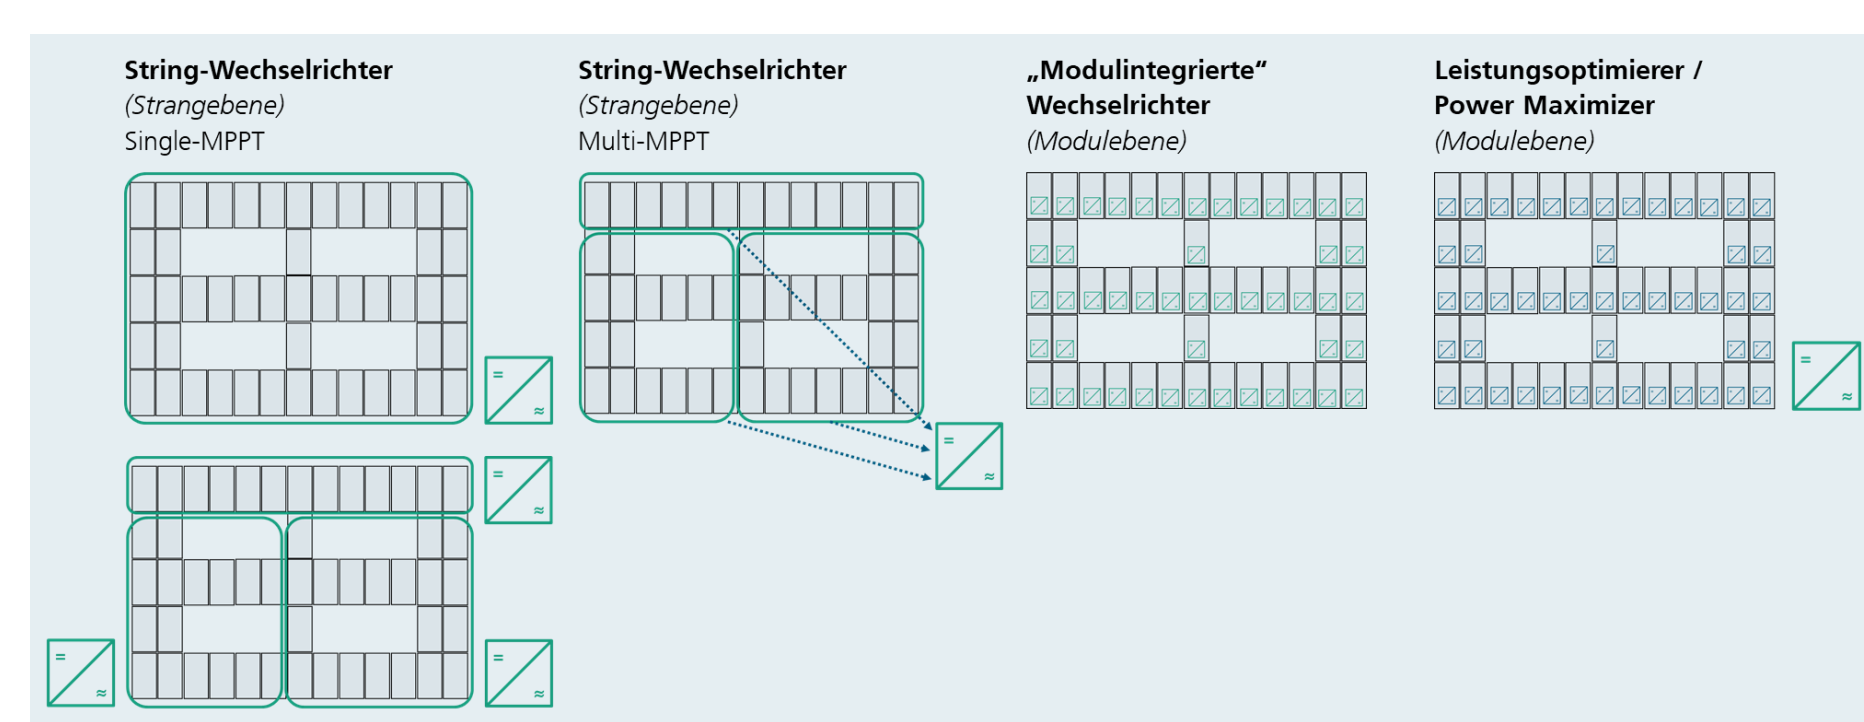 String-Wechselrichter
(Strangebene)
Single-MPPT
String-Wechselrichter
(Strangebene)
Multi-MPPT
„Modulintegrierte“
Wechselrichter
(Modulebene)
Leistungsoptimierer /
Power Maximizer
(Modulebene)